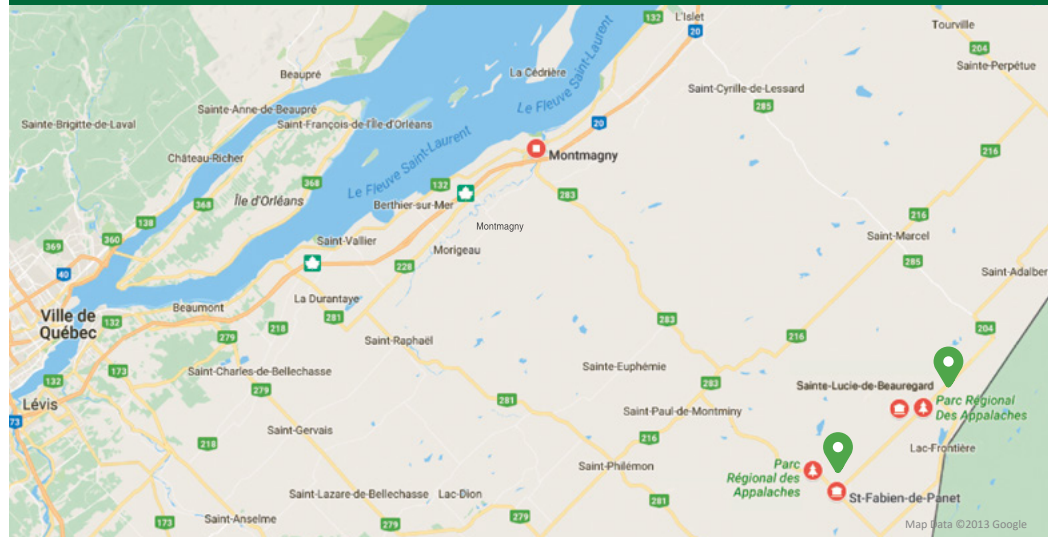 L'Islet
132
20
Tourville
204
Sainte-Perpétue
Beaupré
La Cédrière
Le Fleuve Saint-Laurent
Saint-Cyrille-de-Lessard
285
Sainte-Anne-de-Beaupré
Sainte-Brigitte-de-Laval
Saint-François-de-l'Île-d'Orléans
20
Château-Richer
Le Fleuve Saint-Laurent
Montmagny
216
368
132
283
368
Île d'Orléans
Berthier-sur-Mer
138
Montmagny
216
369
360
Saint-Vallier
Morigeau
Saint-Marcel
285
40
228
Saint-Adalber
La Durantaye
Beaumont
281
Ville de
Québec
132
218
283
204
279
Saint-Raphaël
216
173
Saint-Charles-de-Bellechasse
279
Sainte-Euphémie
283
Sainte-Lucie-de-Beauregard
132
Lévis
281
Parc Régional
Des Appalaches
Saint-Paul-de-Montminy
73
Saint-Gervais
216
218
Lac-Frontière
Saint-Philémon
Parc
Régional des
Appalaches
Saint-Lazare-de-Bellechasse
Lac-Dion
281
St-Fabien-de-Panet
Saint-Anselme
173
279
279
Map Data ©2013 Google